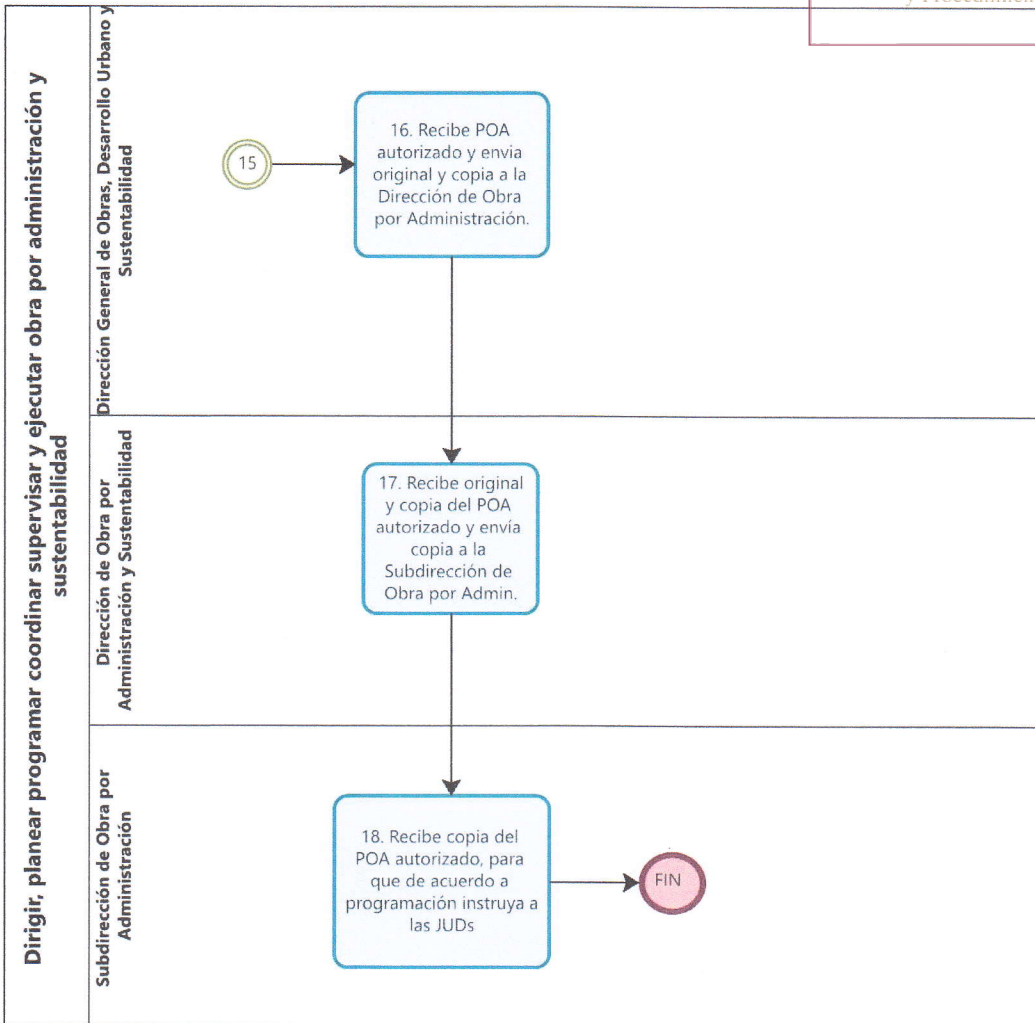 y Procedimien
Dirigir, planear programar coordinar supervisar y ejecutar obra por administración y
sustentabilidad
Dirección General de Obras, Desarrollo Urbano y
Sustentabilidad
15
16. Recibe POA
autorizado y envia
original y copia a la
Dirección de Obra
por Administración.
Dirección de Obra por
Administración y Sustentabilidad
17. Recibe original
y copia del POA
autorizado y envía
copia a la
Subdirección de
Obra por Admin.
Subdirección de Obra por
Administración
18. Recibe copia del
POA autorizado, para
que de acuerdo a
programación instruya a
las JUDs
FIN